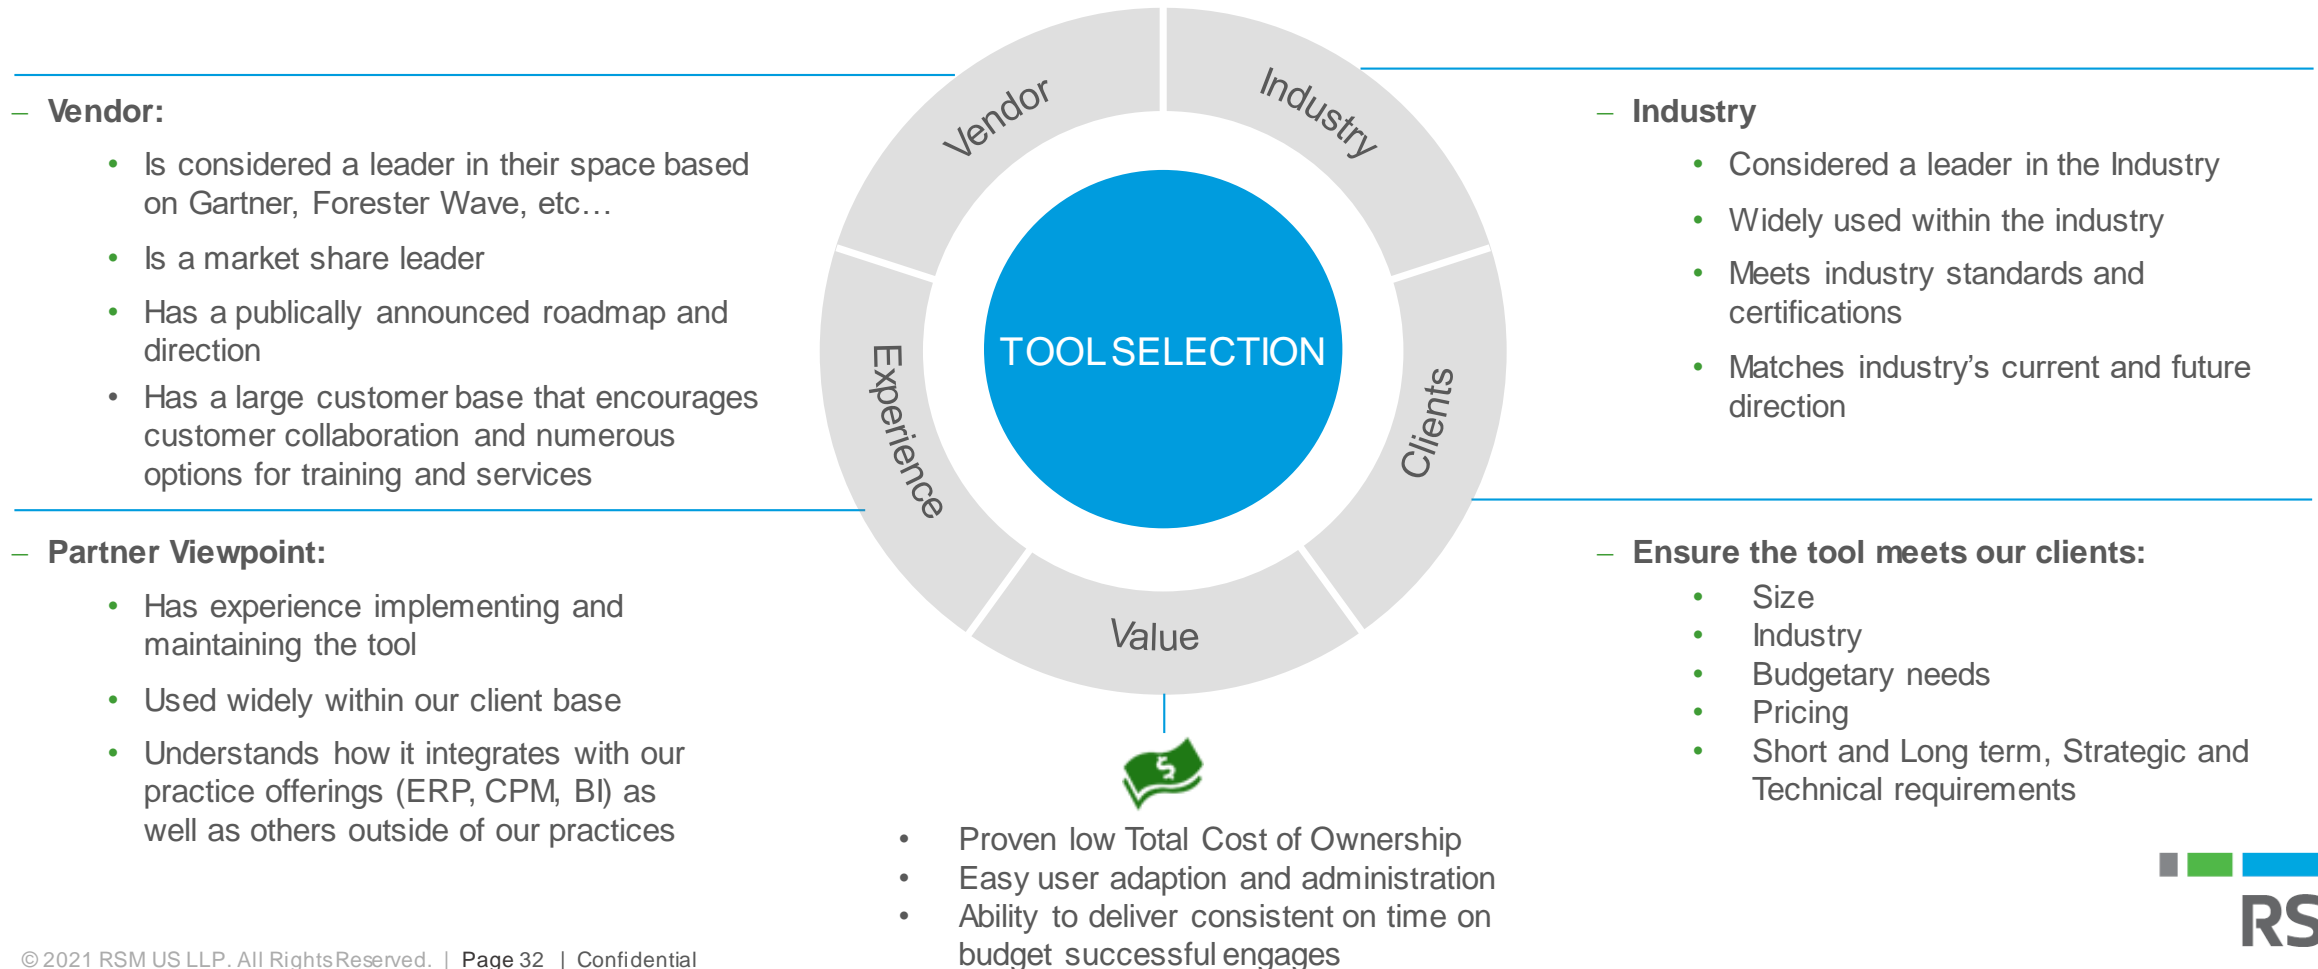 Vendor
Industry
Clients
Value
Experience
TOOL SELECTION
– Vendor:
• Is considered a leader in their space based
on Gartner, Forester Wave, etc…
• Is a market share leader
• Has a publically announced roadmap and
direction
• Has a large customer base that encourages
customer collaboration and numerous
options for training and services
– Industry
• Considered a leader in the Industry
• Widely used within the industry
• Meets industry standards and
certifications
• Matches industry’s current and future
direction
– Partner Viewpoint:
• Has experience implementing and
maintaining the tool
• Used widely within our client base
• Understands how it integrates with our
practice offerings (ERP, CPM, BI) as
well as others outside of our practices
– Ensure the tool meets our clients:
• Size
• Industry
• Budgetary needs
• Pricing
• Short and Long term, Strategic and
Technical requirements
$
• Proven low Total Cost of Ownership
• Easy user adaption and administration
• Ability to deliver consistent on time on
budget successful engages
RS
© 2021 RSM US LLP. All Rights Reserved. | Page 32 | Confidential